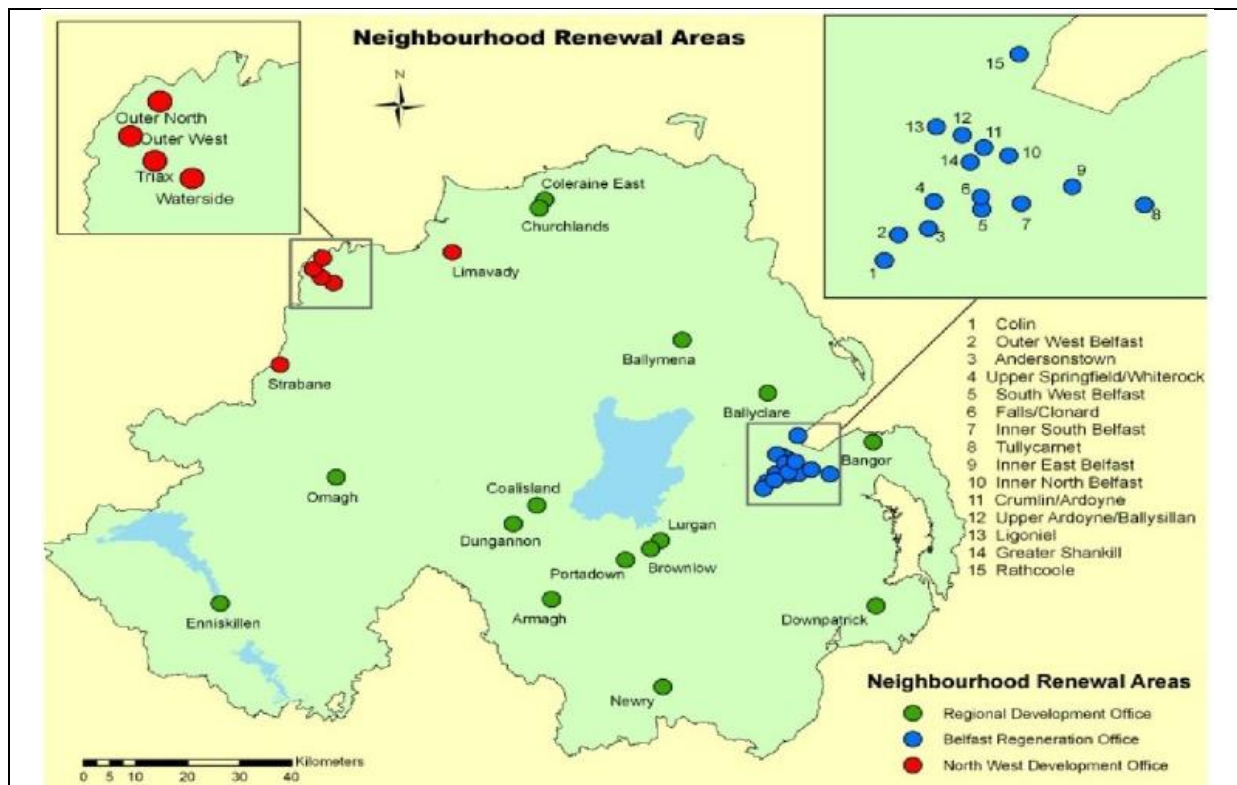 Neighbourhood Renewal Areas
N
Outer North
Outer West
Triax
Waterside
15
13
12
11
14
10
9
4
6
5
7
8
2
3
1
Coleraine East
Churchlands
Limavady
Strabane
Ballymena
Ballyclare
Bangor
Omagh
Coalisland
Dungannon
Lurgan
Brownlow
Portadown
Armagh
Enniskillen
Downpatrick
Newry
1 Colin
2 Outer West Belfast
3 Andersonstown
4 Upper Springfield/Whiterock
5 South West Belfast
6 Falls/Clonard
7 Inner South Belfast
8 Tullycarnet
9 Inner East Belfast
10 Inner North Belfast
11 Crumlin/Ardoyne
12 Upper Ardoyne/Ballysillan
13 Ligoniel
14 Greater Shankill
15 Rathcoole
Neighbourhood Renewal Areas
Regional Development Office
Belfast Regeneration Office
North West Development Office
Kilometers
0 5 10 20 30 40